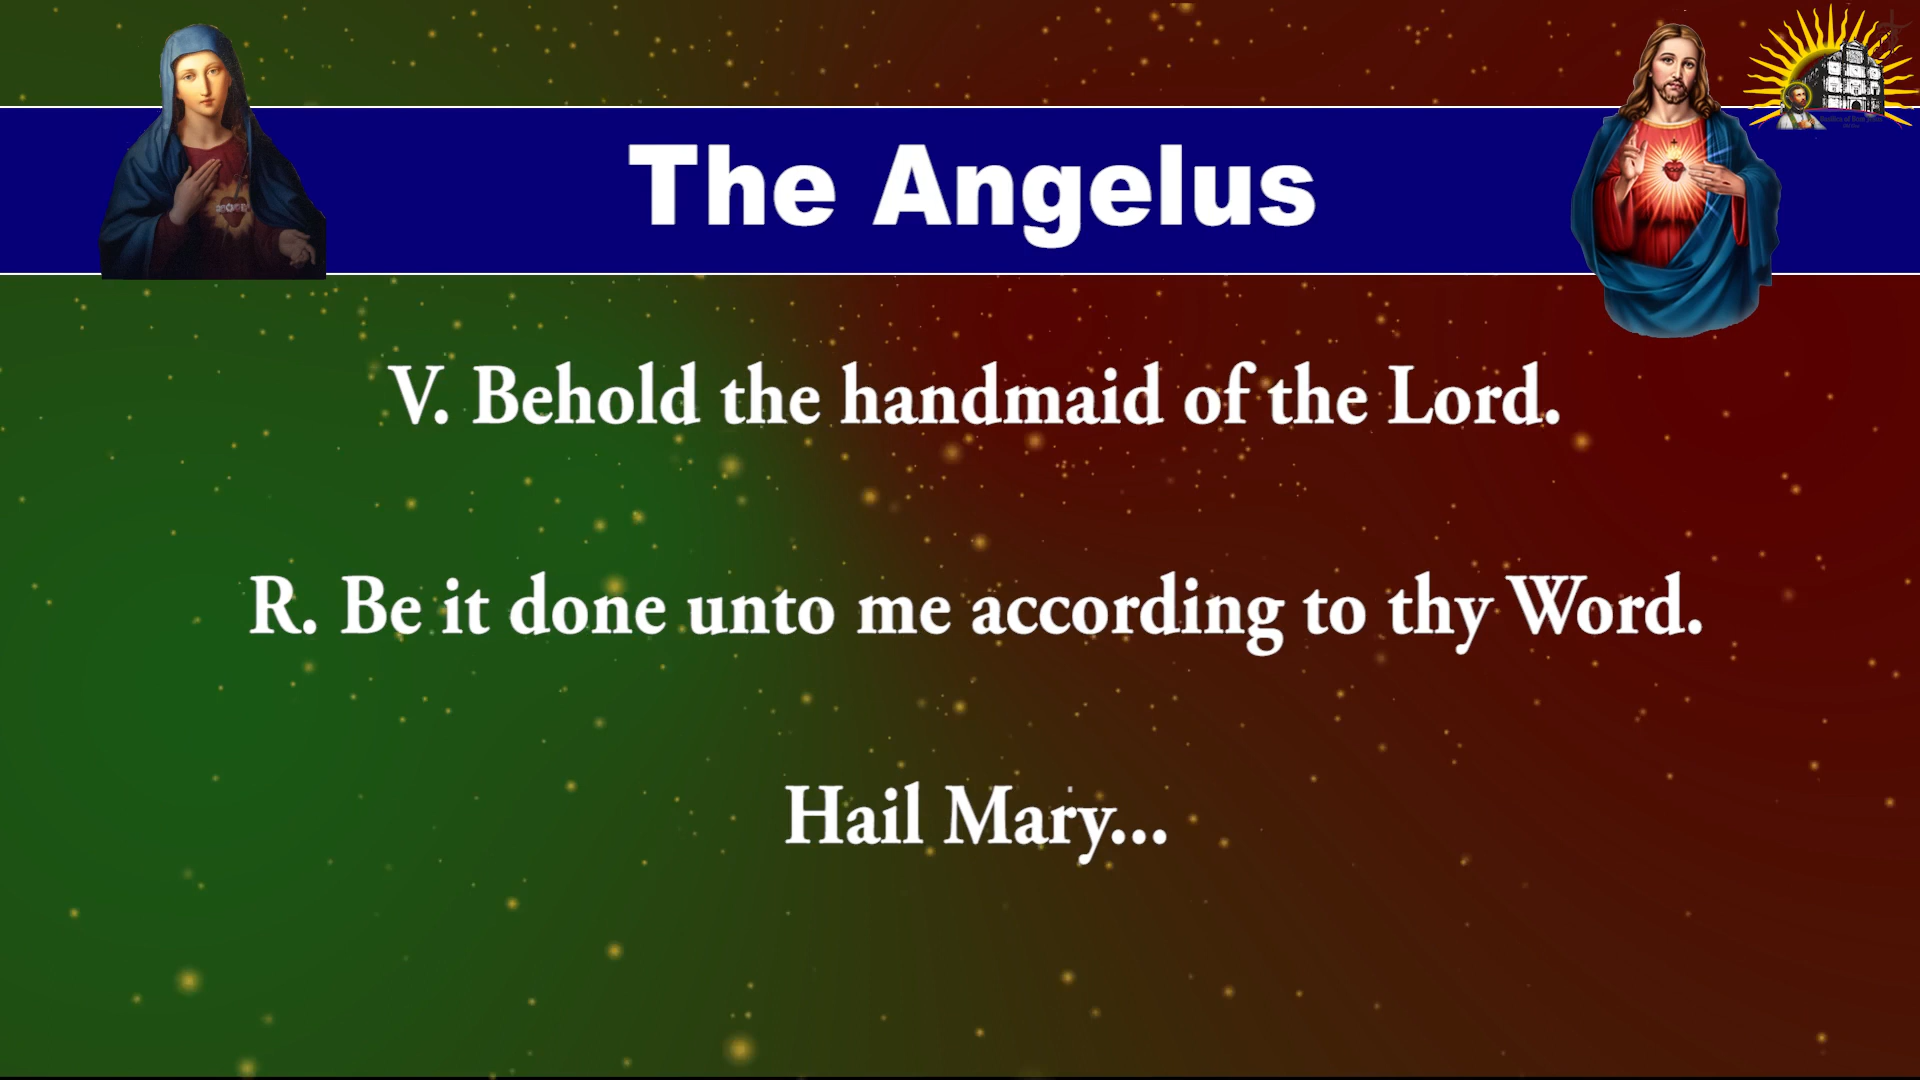 The Angelus
V. Behold the handmaid of the Lord.
R. Be it done unto me according to thy Word.
Hail Mary...